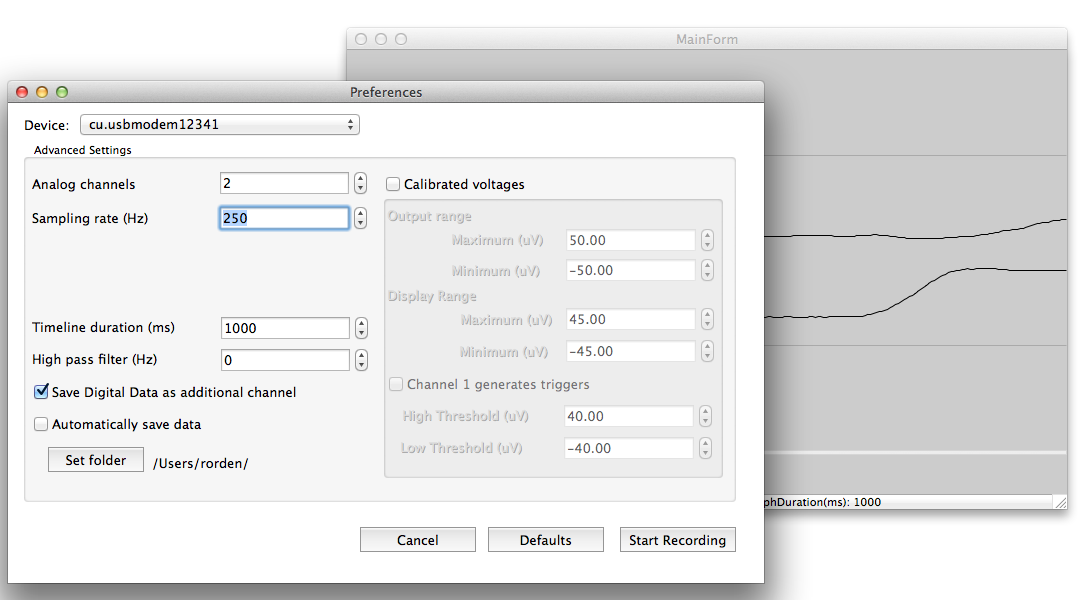 MainForm
Preferences
Device: cu.usbmodem12341
Advanced Settings
Analog channels 2
Sampling rate (Hz) 250
Timeline duration (ms) 1000
High pass filter (Hz) 0
Save Digital Data as additional channel
Automatically save data
Set folder /Users/rorden/
Calibrated voltages
Output range
Maximum (uV) 50.00
Minimum (uV) -50.00
Display Range
Maximum (uV) 45.00
Minimum (uV) -45.00
Channel 1 generates triggers
High Threshold (uV) 40.00
Low Threshold (uV) -40.00
phDuration(ms): 1000
Cancel Defaults Start Recording